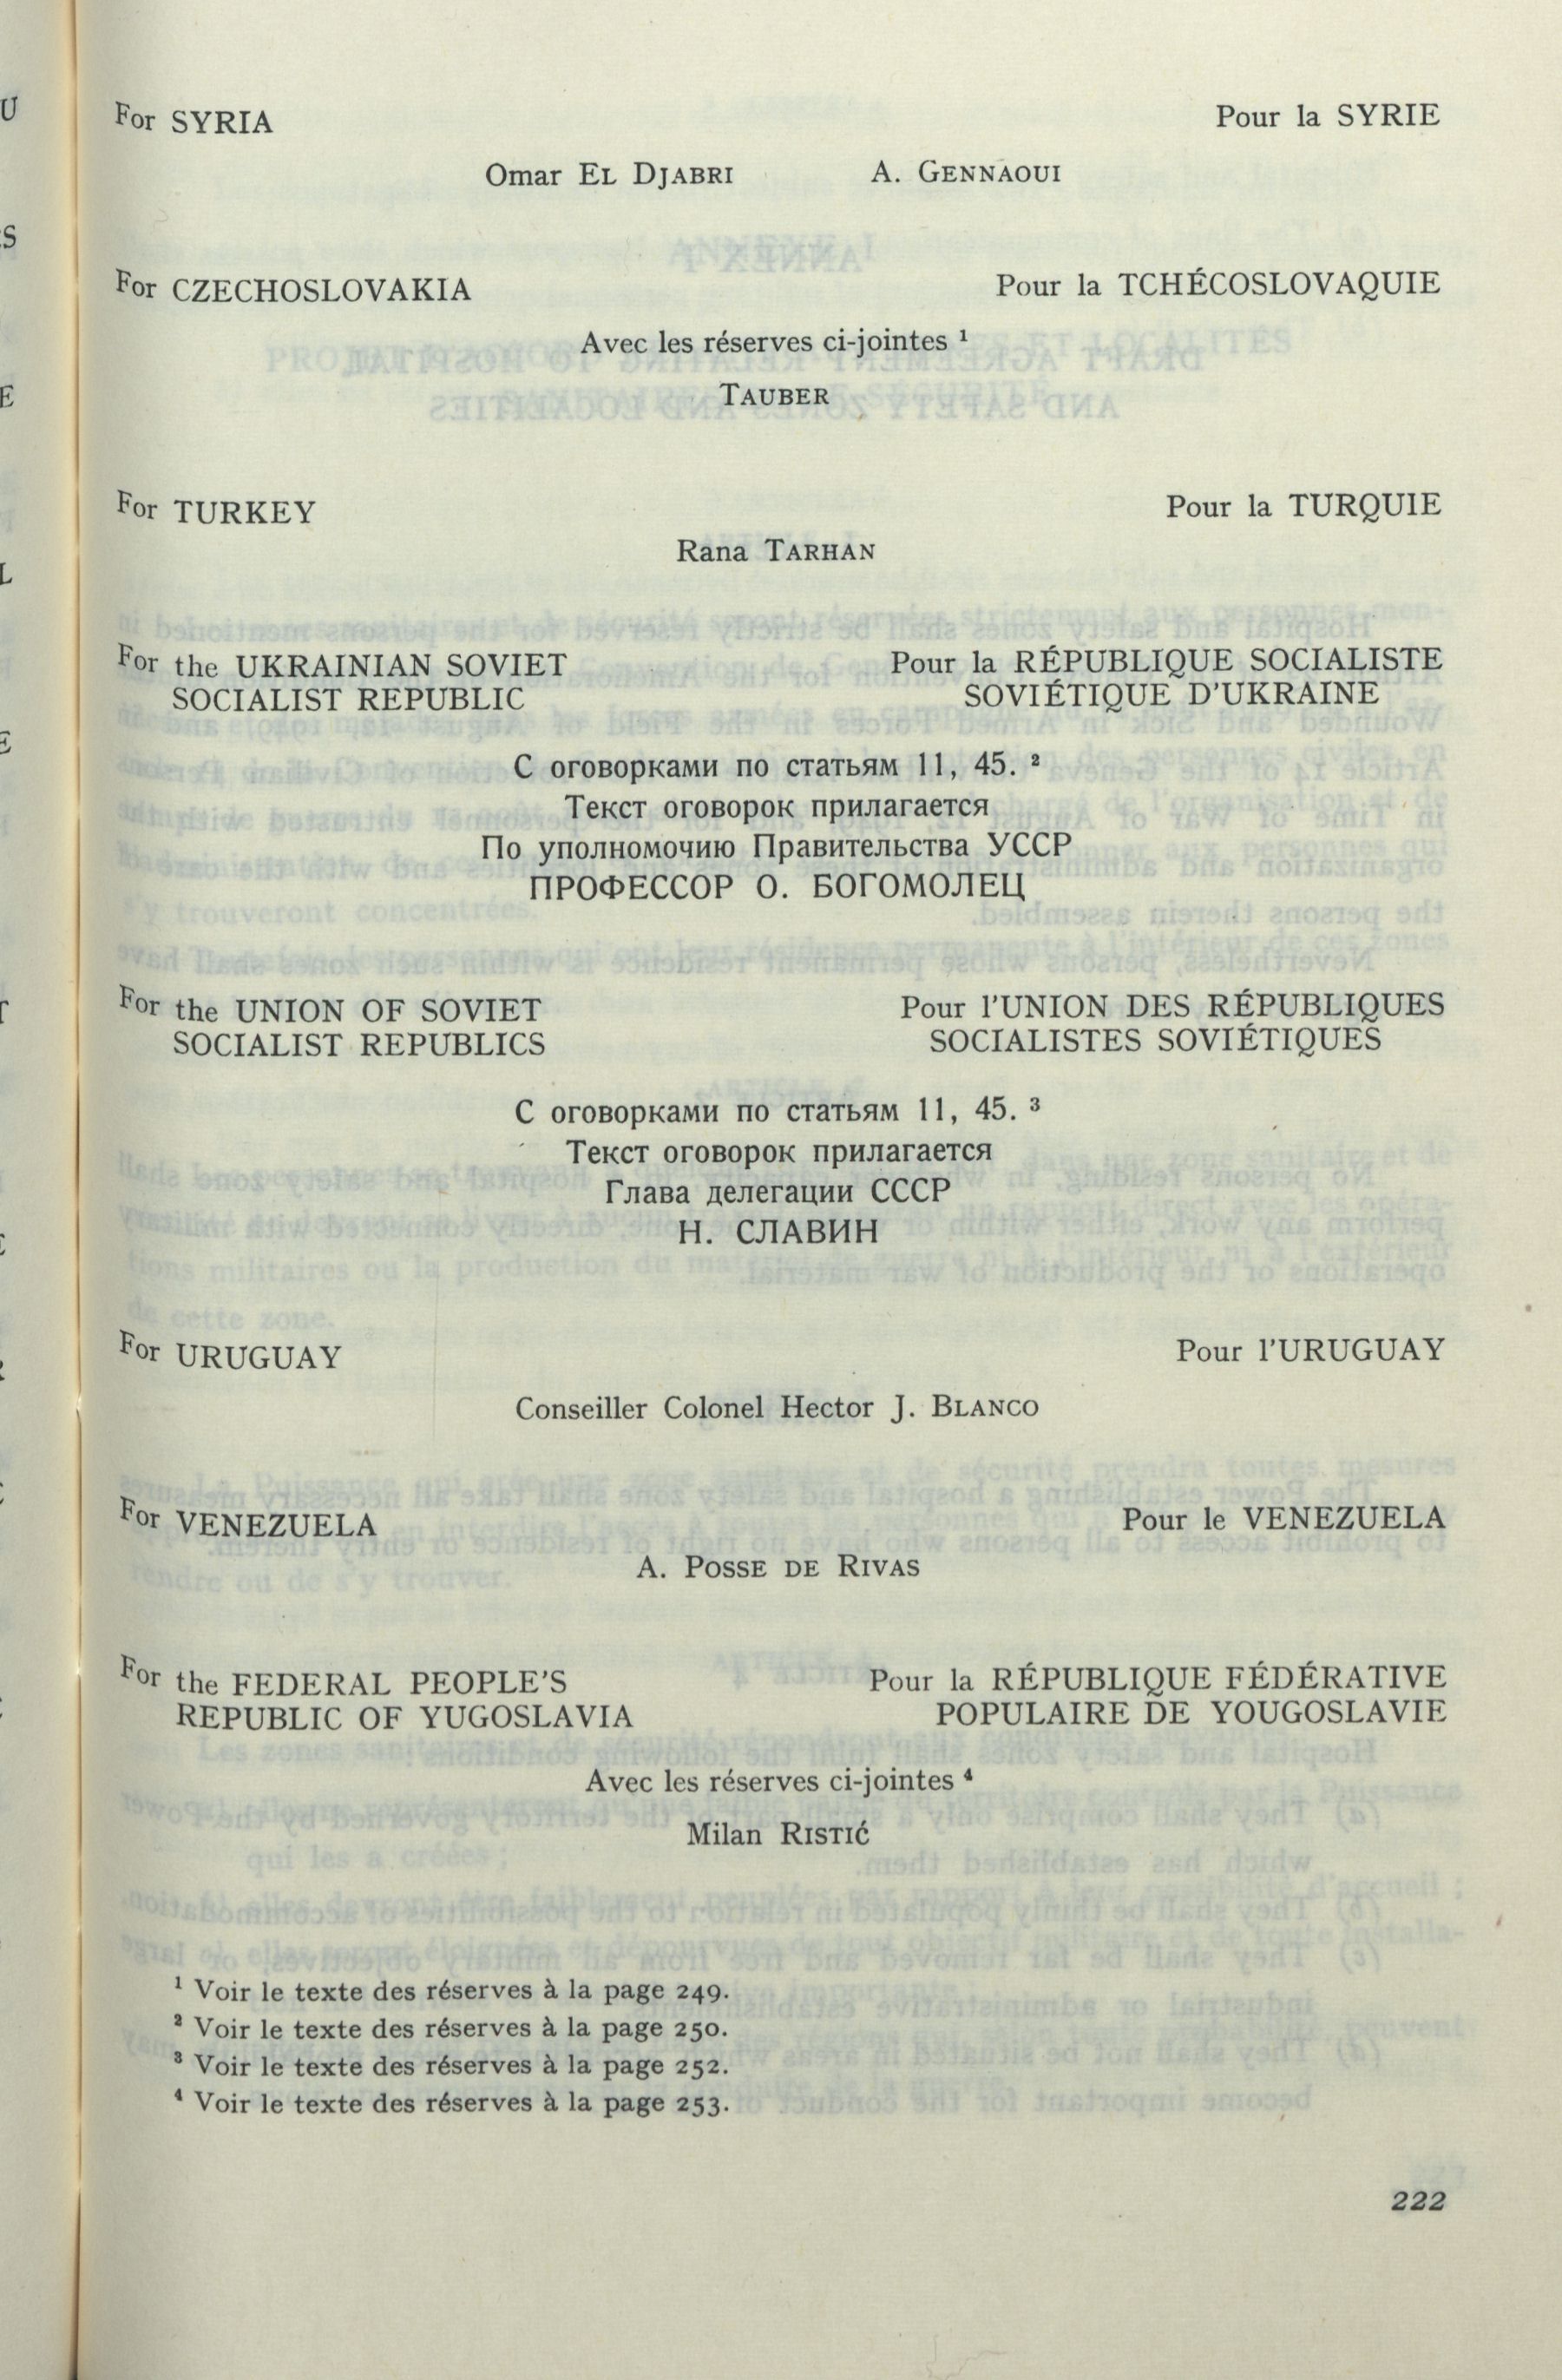 For SYRIA Pour la SYRIE
Omar EL DJABRI A. GENNAOUI
For CZECHOSLOVAKIA Pour la TCHÉCOSLOVAQUIE
Avec les réserves ci-jointes ¹
TAUBER
For TURKEY Pour la TURQUIE
Rana TARHAN
For the UKRAINIAN SOVIET Pour la RÉPUBLIQUE SOCIALISTE
SOCIALIST REPUBLIC SOVIÉTIQUE D'UKRAINE
С оговорками по статьям 11, 45. ²
Текст оговорок прилагается
По уполномочию Правительства УССР
ПРОФЕССОР О. БОГОМОЛЕЦ
For the UNION OF SOVIET Pour l'UNION DES RÉPUBLIQUES
SOCIALIST REPUBLICS SOCIALISTES SOVIÉTIQUES
С оговорками по статьям 11, 45. ³
Текст оговорок прилагается
Глава делегации СССР
Н. СЛАВИН
For URUGUAY Pour l'URUGUAY
Conseiller Colonel Hector J. BLANCO
For VENEZUELA Pour le VENEZUELA
A. POSSE DE RIVAS
For the FEDERAL PEOPLE'S Pour la RÉPUBLIQUE FÉDÉRATIVE
REPUBLIC OF YUGOSLAVIA POPULAIRE DE YOUGOSLAVIE
Avec les réserves ci-jointes ⁴
Milan RISTIĆ
¹ Voir le texte des réserves à la page 249.
² Voir le texte des réserves à la page 250.
³ Voir le texte des réserves à la page 252.
⁴ Voir le texte des réserves à la page 253.
222